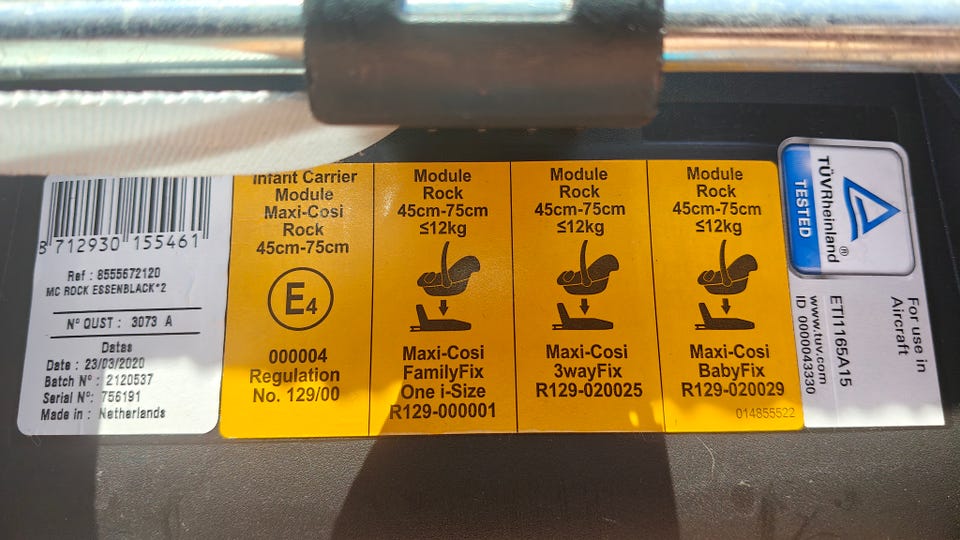 8 712930 155461
Ref : 8555672120
MC ROCK ESSENBLACK*2
Nº OUST : 3073 A
Datas
Date : 23/03/2020
Batch Nº : 2120537
Serial Nº: 756191
Made in : Netherlands
Infant Carrier
Module
Maxi-Cosi
Rock
45cm-75cm
E4
000004
Regulation
No. 129/00
Module
Rock
45cm-75cm
≤12kg
Maxi-Cosi
FamilyFix
One i-Size
R129-000001
Module
Rock
45cm-75cm
≤12kg
Maxi-Cosi
3wayFix
R129-020025
Module
Rock
45cm-75cm
≤12kg
Maxi-Cosi
BabyFix
R129-020029
014855522
TÜVRheinland®
TESTED
For use in
Aircraft
ETI1165A15
www.tuv.com
ID 0000043330